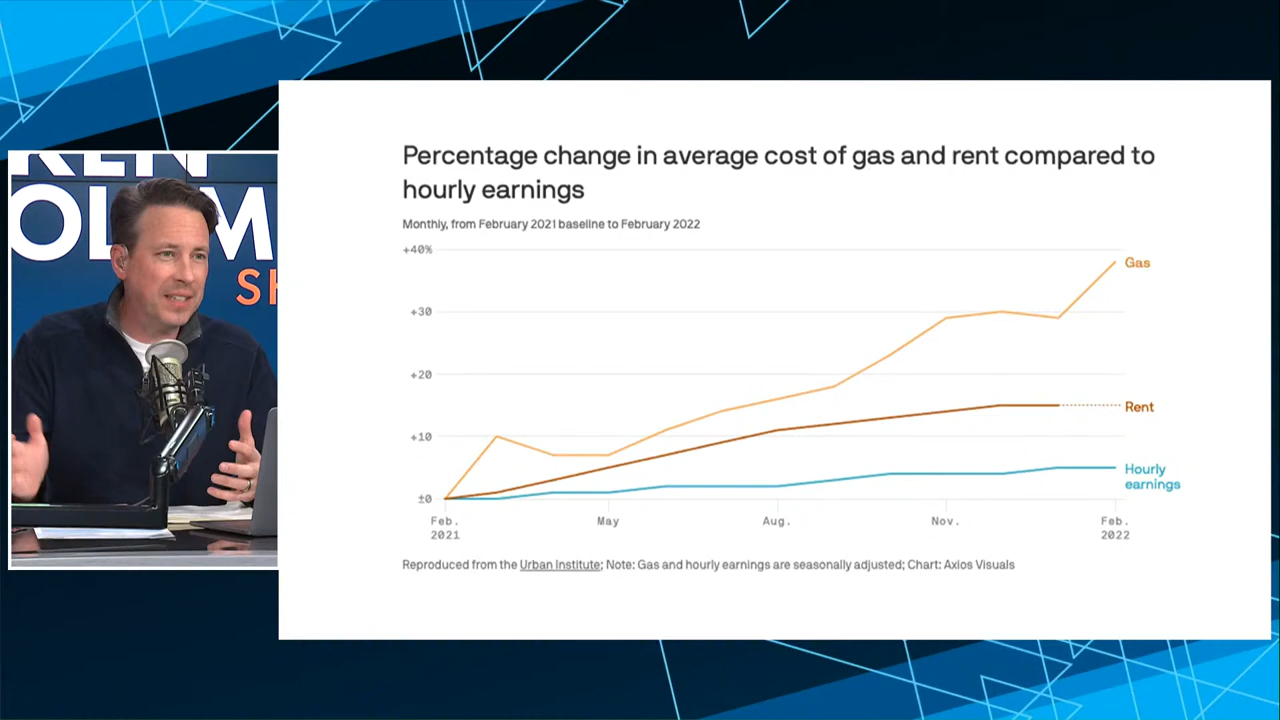 OL M
SH
Percentage change in average cost of gas and rent compared to
hourly earnings
Monthly, from February 2021 baseline to February 2022
+40%
Gas
+30
+20
Rent
+10
Hourly
earnings
±0
Feb.
2021
May
Aug.
Nov.
Feb.
2022
Reproduced from the Urban Institute; Note: Gas and hourly earnings are seasonally adjusted; Chart: Axios Visuals